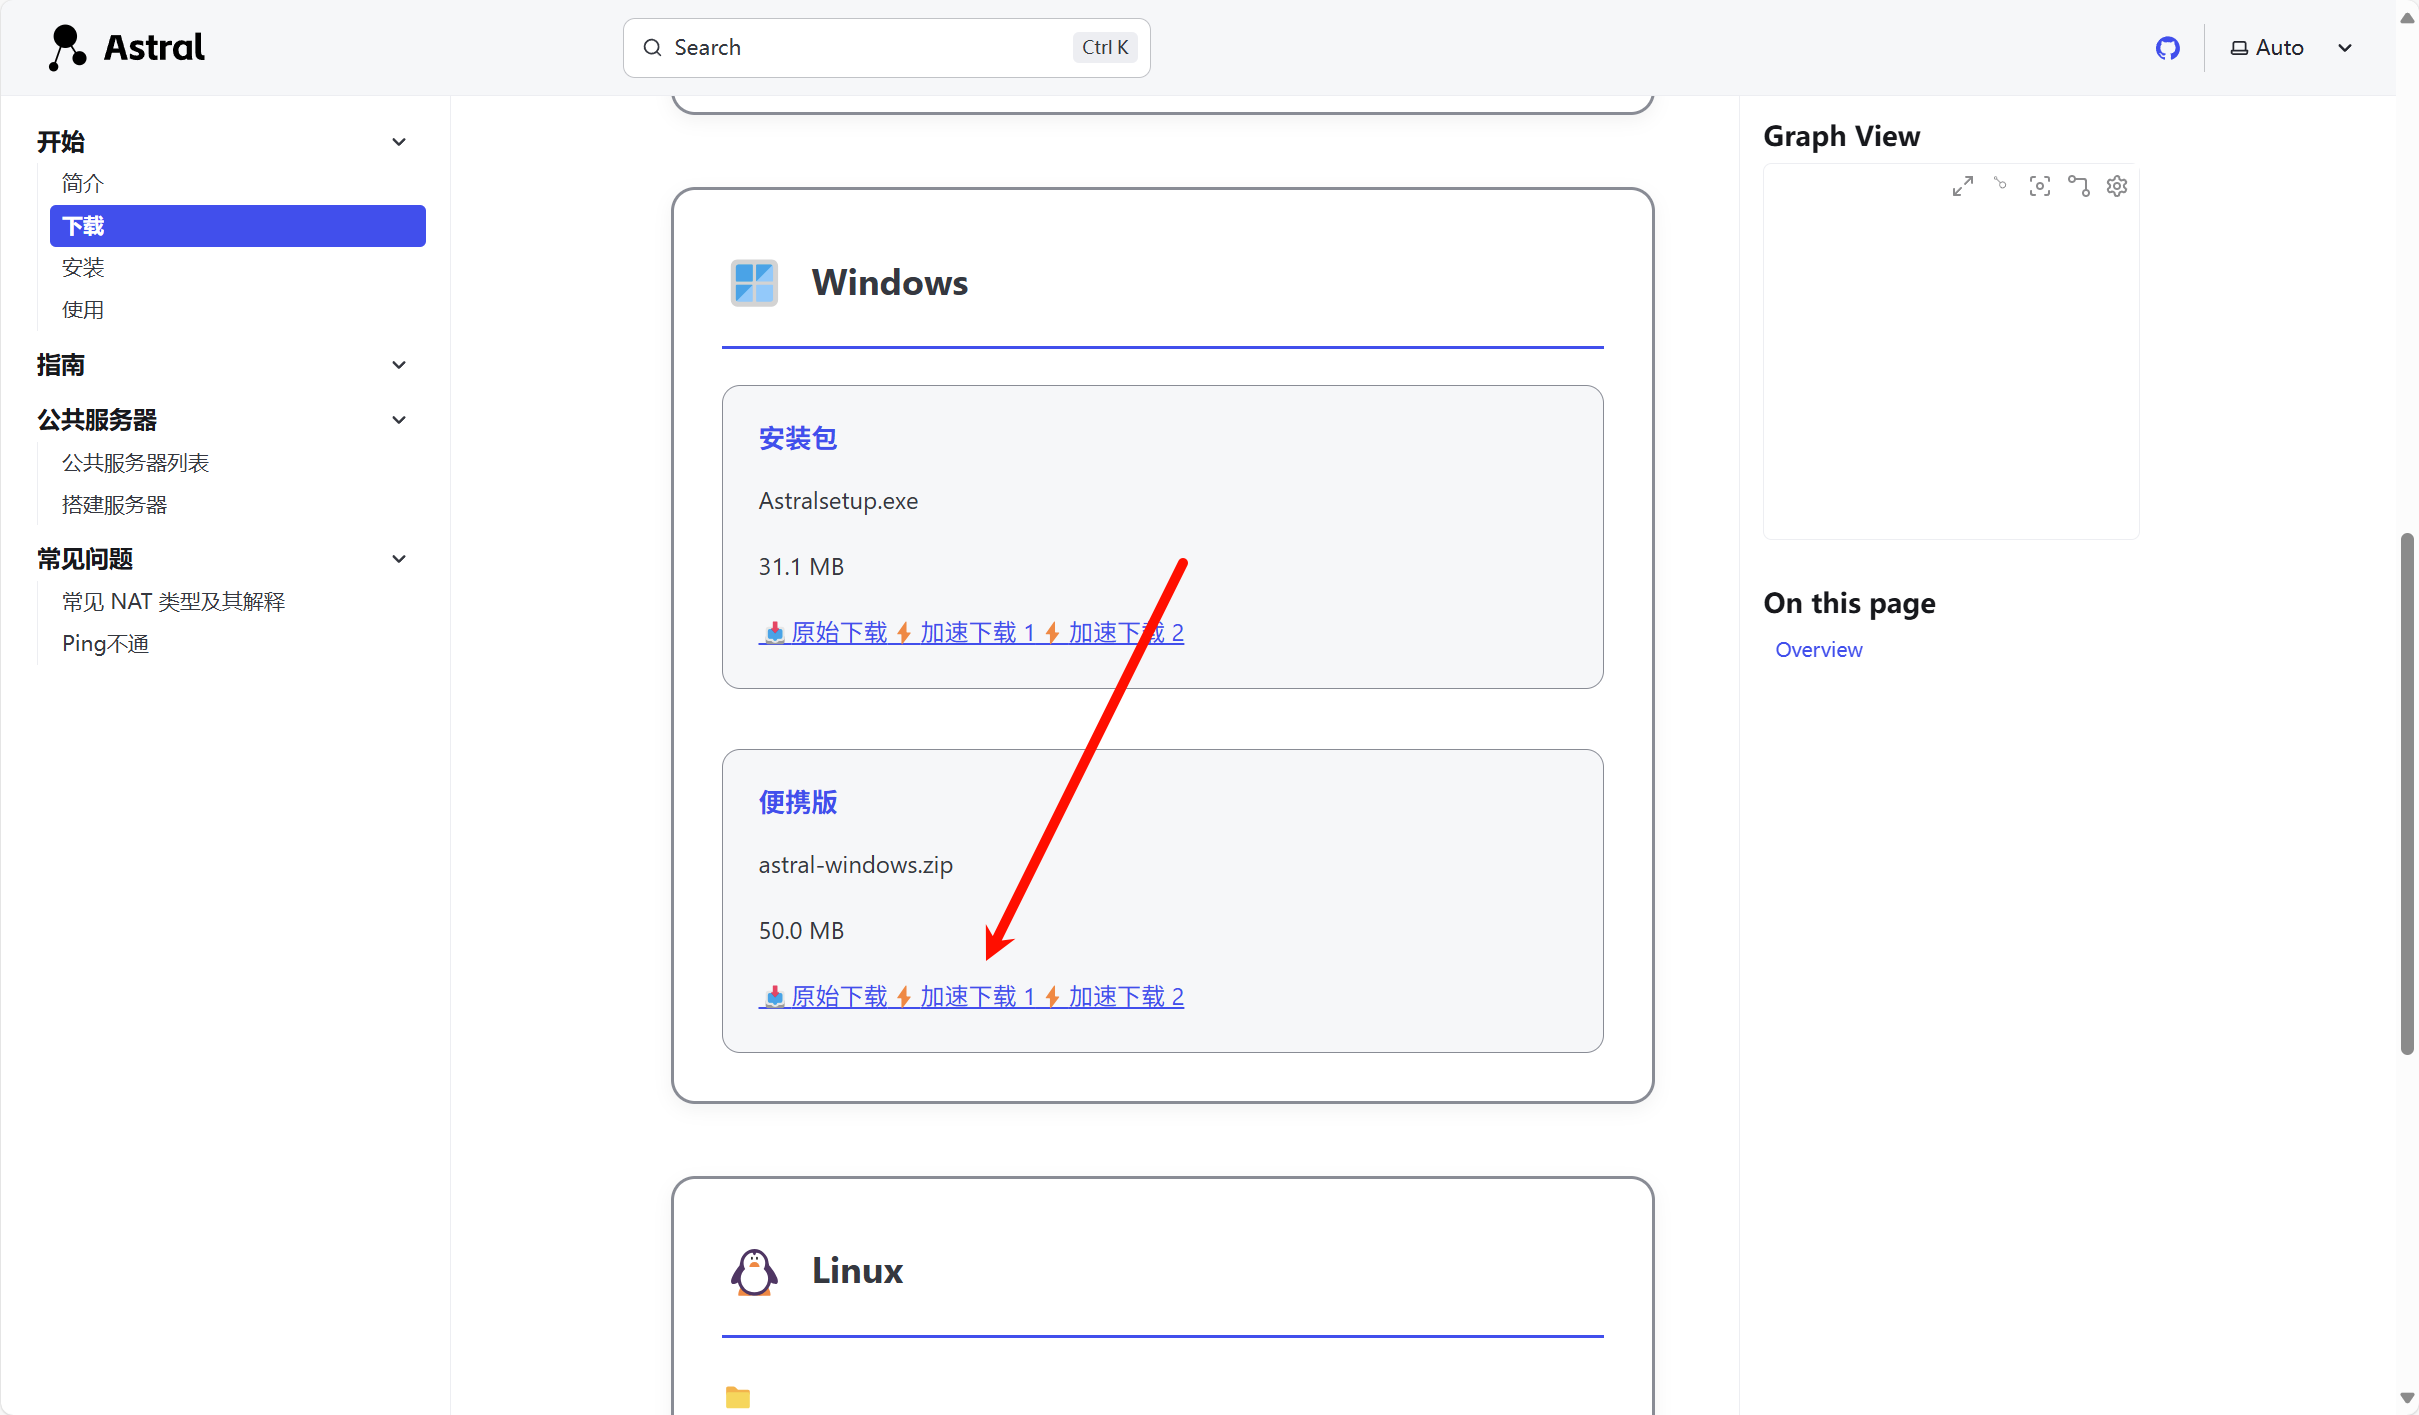 Astral
Search
Ctrl K
Auto
开始
简介
下载
安装
使用
指南
公共服务器
公共服务器列表
搭建服务器
常见问题
常见 NAT 类型及其解释
Ping不通
Windows
安装包
Astralsetup.exe
31.1 MB
原始下载 加速下载 1 加速下载 2
便携版
astral-windows.zip
50.0 MB
原始下载 加速下载 1 加速下载 2
Linux
Graph View
On this page
Overview